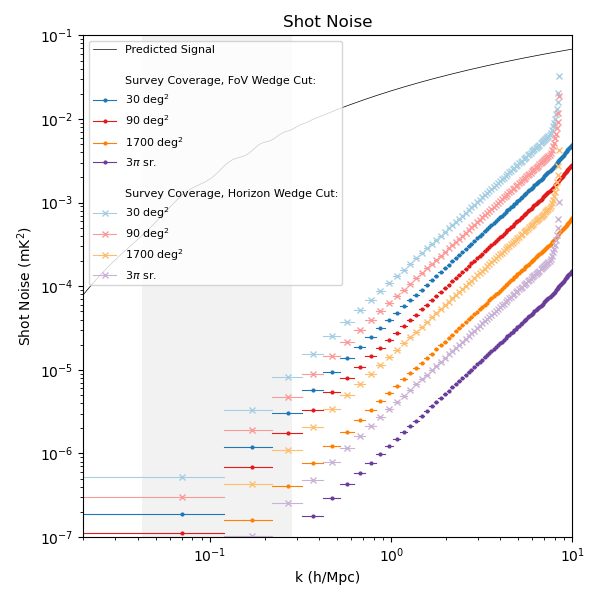 Shot Noise
Shot Noise (mK²)
10⁻¹
10⁻²
10⁻³
10⁻⁴
10⁻⁵
10⁻⁶
10⁻⁷
Predicted Signal
Survey Coverage, FoV Wedge Cut:
30 deg²
90 deg²
1700 deg²
3π sr.
Survey Coverage, Horizon Wedge Cut:
30 deg²
90 deg²
1700 deg²
3π sr.
10⁻¹ 10⁰ 10¹
k (h/Mpc)